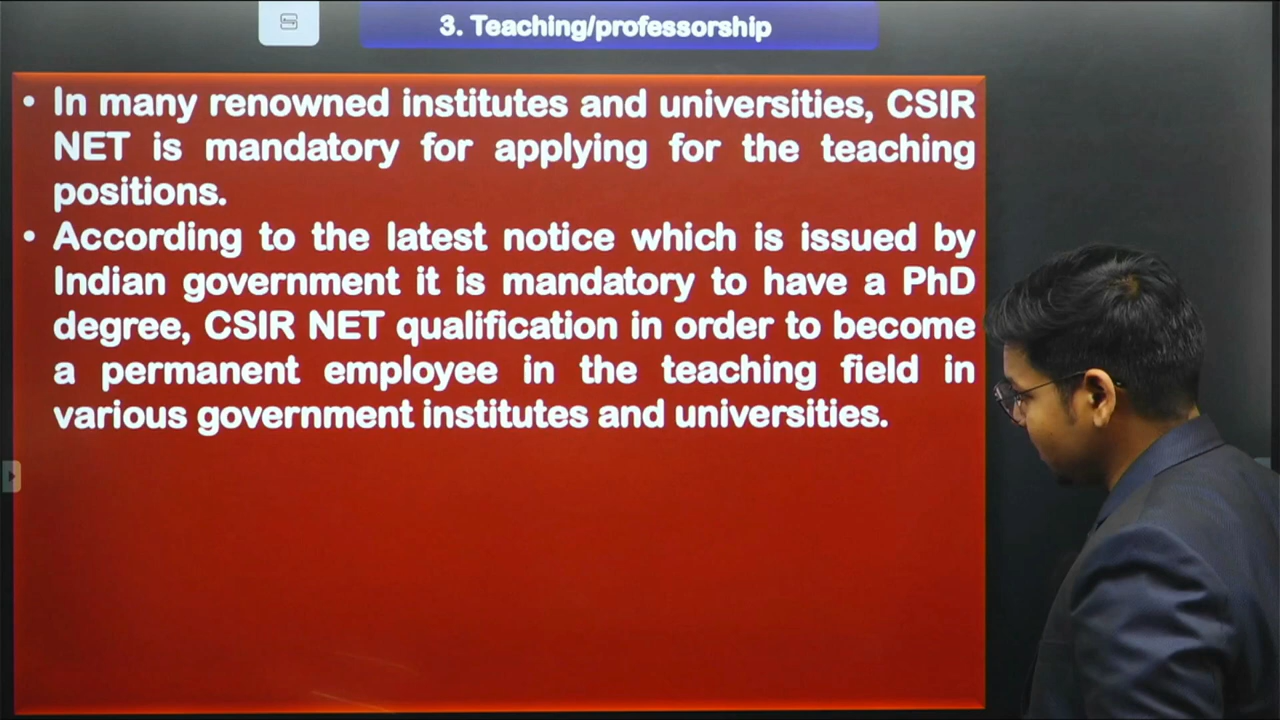 3. Teaching/professorship
• In many renowned institutes and universities, CSIR
NET is mandatory for applying for the teaching
positions.
• According to the latest notice which is issued by
Indian government it is mandatory to have a PhD
degree, CSIR NET qualification in order to become
a permanent employee in the teaching field in
various government institutes and universities.